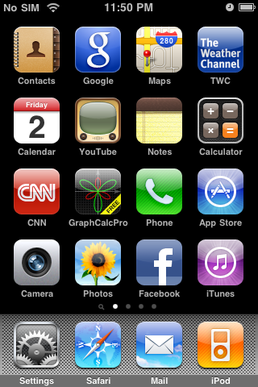 No SIM 11:50 PM
280
g
The
Weather
Channel
Contacts Google Maps TWC
Friday
2
Calendar YouTube Notes Calculator
CNN
FREE
CNN GraphCalcPro Phone App Store
f
Camera Photos Facebook iTunes
Settings Safari Mail iPod